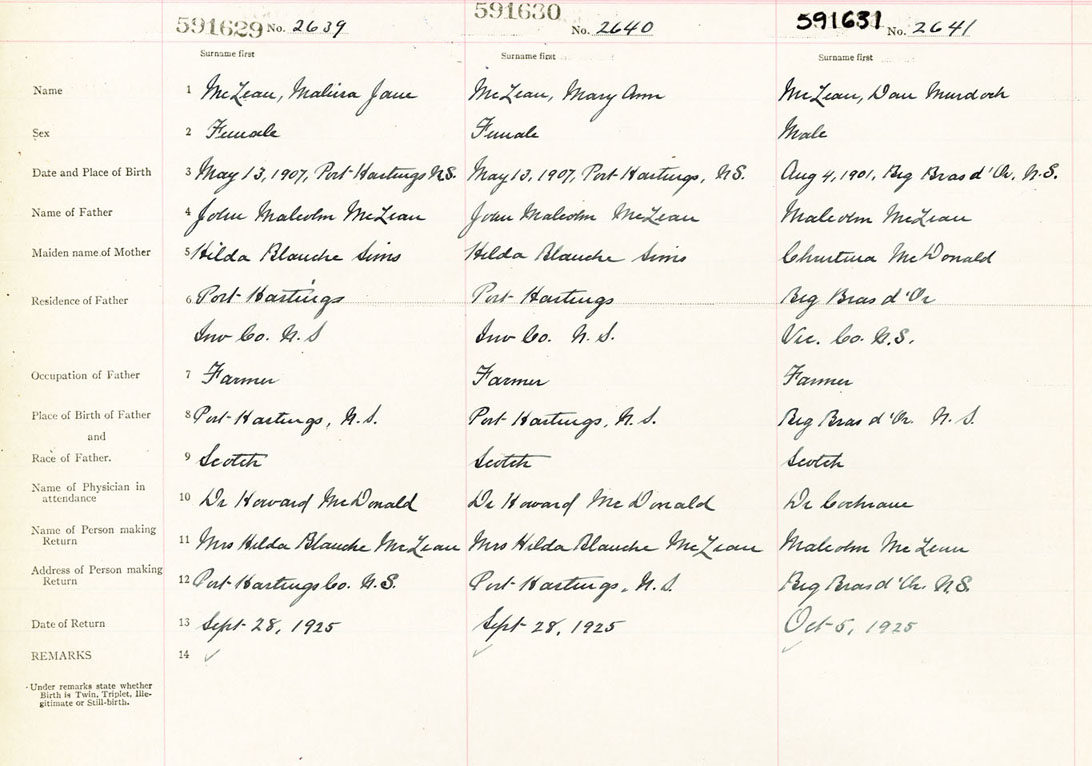 591629 No. 2639 591630 No. 2640 591631 No. 2641
Surname first Surname first Surname first
Name 1 McLean, Malina Jane McLean, Mary Ann McLean, Dan Murdoch
Sex 2 Female Female Male
Date and Place of Birth 3 May 13, 1907, Port Hastings N.S. May 13, 1907, Port Hastings, N.S. Aug 4, 1901, Big Bras d'Or, N.S.
Name of Father 4 John Malcolm McLean John Malcolm McLean Malcolm McLean
Maiden name of Mother 5 Hilda Blanche Sims Hilda Blanche Sims Christina McDonald
Residence of Father 6 Port Hastings Port Hastings Big Bras d'Or
Inv Co. N.S Inv Co. N.S. Vic. Co. N.S.
Occupation of Father 7 Farmer Farmer Farmer
Place of Birth of Father 8 Port Hastings, N.S. Port Hastings, N.S. Big Bras d'Or. N.S.
and
Race of Father. 9 Scotch Scotch Scotch
Name of Physician in attendance 10 Dr Howard McDonald Dr Howard McDonald Dr Cochrane
Name of Person making Return 11 Mrs Hilda Blanche McLean Mrs Hilda Blanche McLean Malcolm McLean
Address of Person making Return 12 Port Hastings Co. N.S. Port Hastings, N.S. Big Bras d'Or. N.S.
Date of Return 13 Sept 28, 1925 Sept 28, 1925 Oct 5, 1925
REMARKS 14 ✓ ✓ ✓
Under remarks state whether
Birth is Twin, Triplet, Ille-
gitimate or Still-birth.